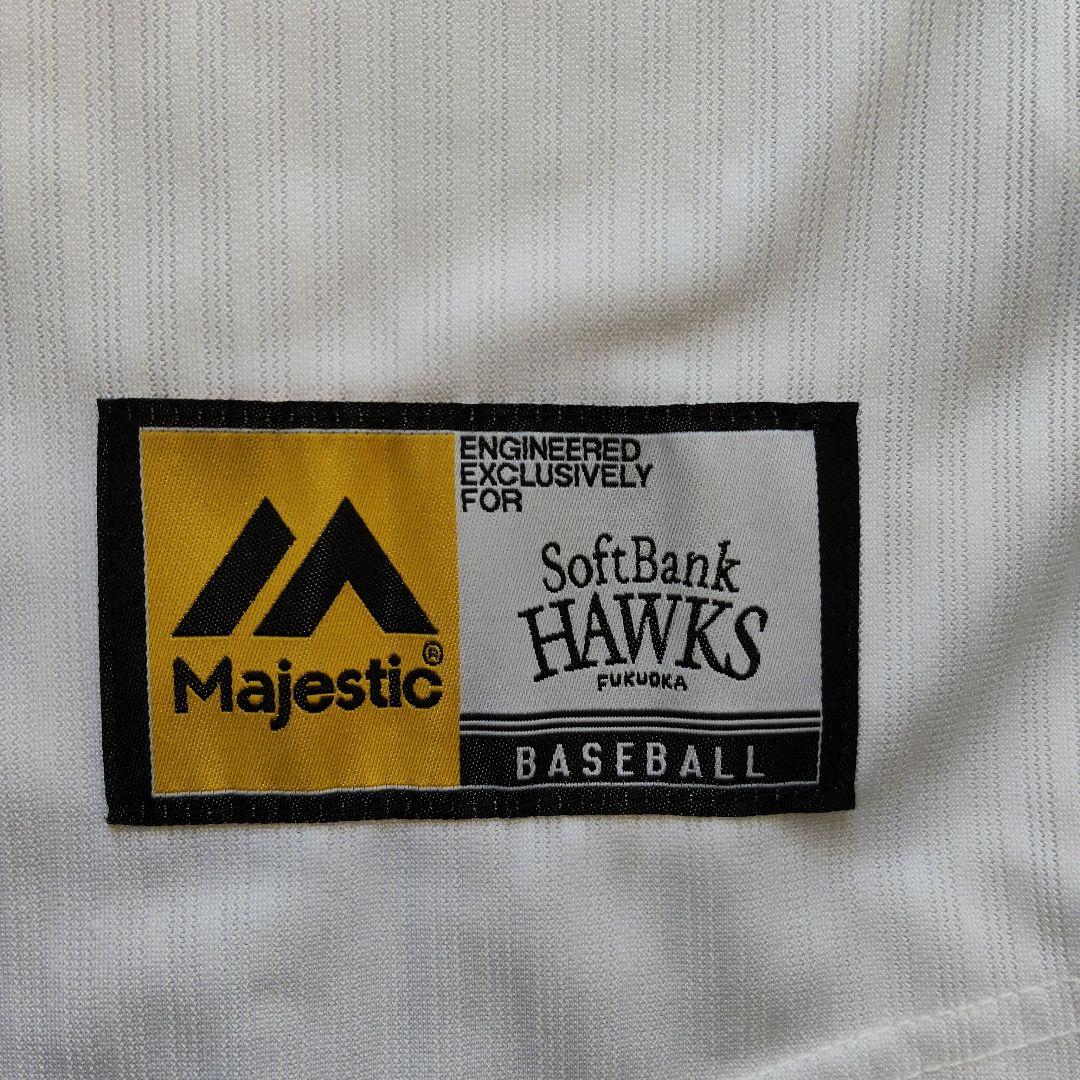 Majestic®
ENGINEERED
EXCLUSIVELY
FOR
SoftBank
HAWKS
FUKUOKA
BASEBALL